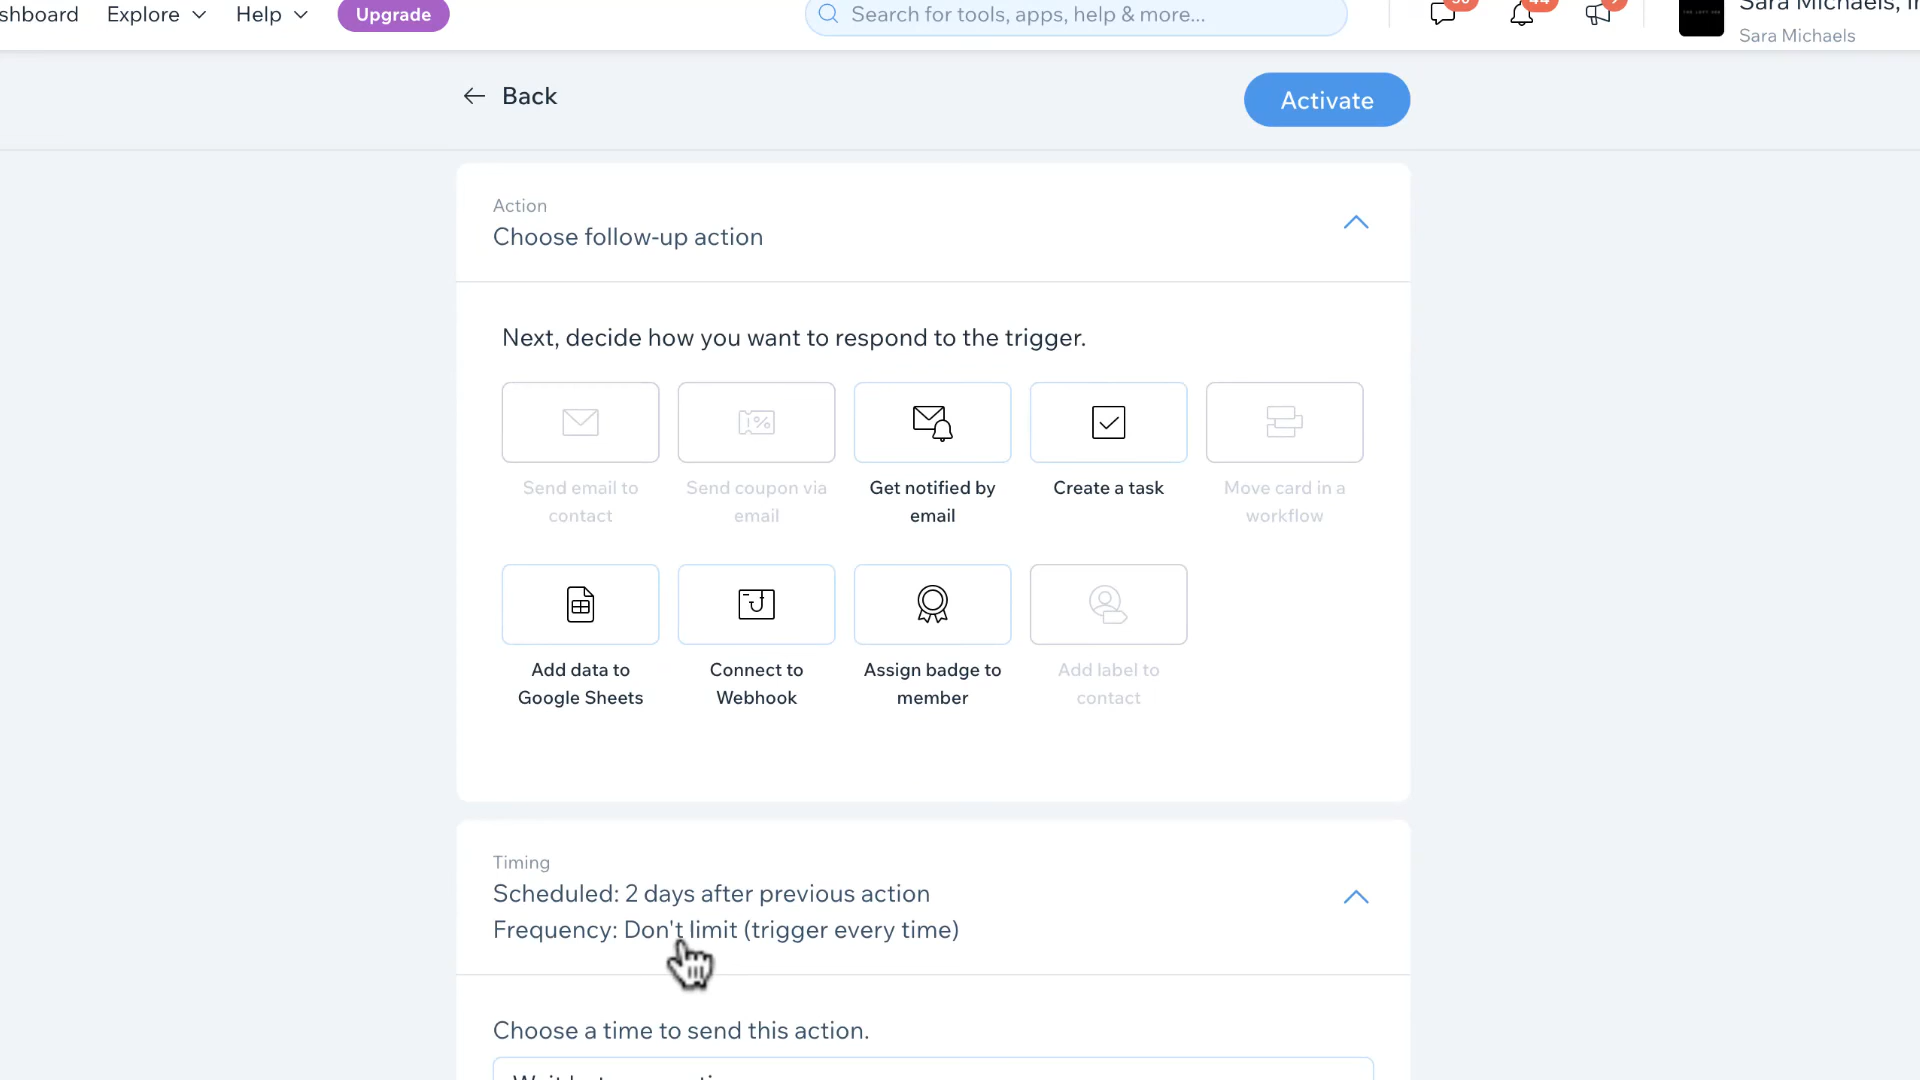 Explore
Help
Upgrade
Search for tools, apps, help & more...
Sara Michaels
Back
Activate
Action
Choose follow-up action
Next, decide how you want to respond to the trigger.
Send email to
contact
Send coupon via
email
Get notified by
email
Create a task
Move card in a
workflow
Add data to
Google Sheets
Connect to
Webhook
Assign badge to
member
Add label to
contact
Timing
Scheduled: 2 days after previous action
Frequency: Don't limit (trigger every time)
Choose a time to send this action.